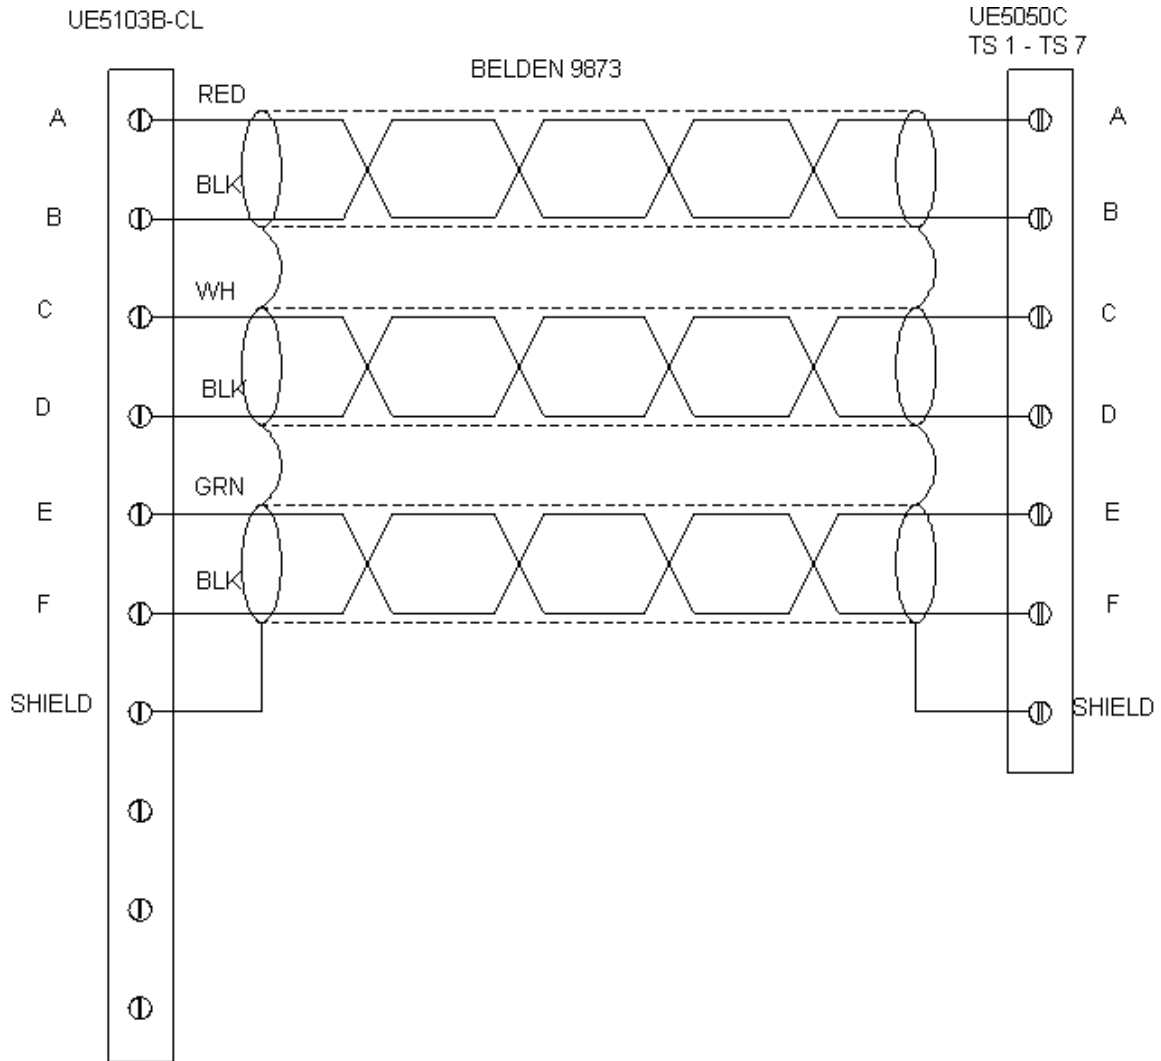 UE5103B-CL
UE5050C
TS 1 - TS 7
BELDEN 9873
RED
A
A
BLK
B
B
WH
C
C
BLK
D
D
GRN
E
E
BLK
F
F
SHIELD
SHIELD